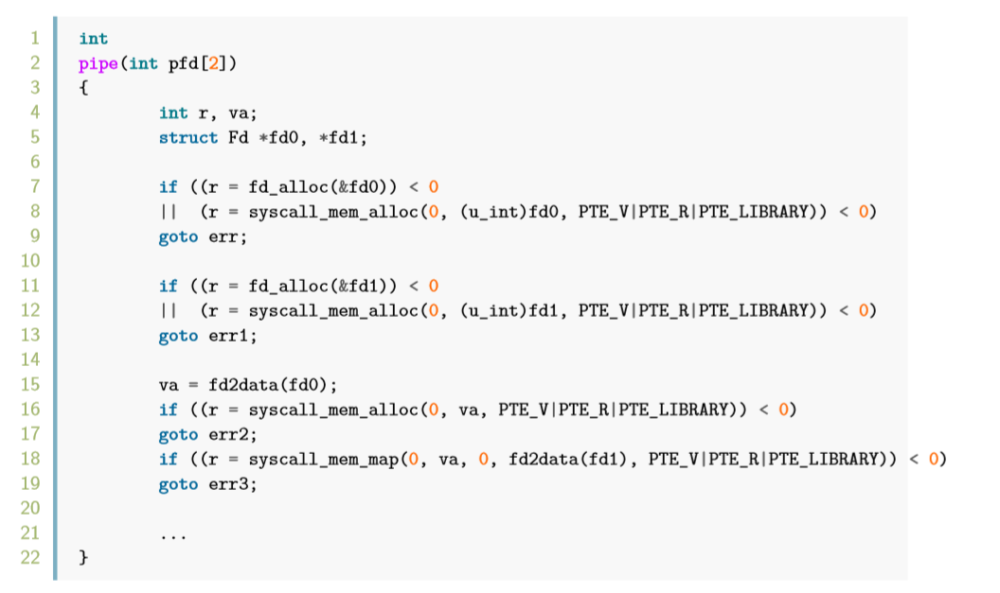 1 int
2 pipe(int pfd[2])
3 {
4 int r, va;
5 struct Fd *fd0, *fd1;
6
7 if ((r = fd_alloc(&fd0)) < 0
8 || (r = syscall_mem_alloc(0, (u_int)fd0, PTE_V|PTE_R|PTE_LIBRARY)) < 0)
9 goto err;
10
11 if ((r = fd_alloc(&fd1)) < 0
12 || (r = syscall_mem_alloc(0, (u_int)fd1, PTE_V|PTE_R|PTE_LIBRARY)) < 0)
13 goto err1;
14
15 va = fd2data(fd0);
16 if ((r = syscall_mem_alloc(0, va, PTE_V|PTE_R|PTE_LIBRARY)) < 0)
17 goto err2;
18 if ((r = syscall_mem_map(0, va, 0, fd2data(fd1), PTE_V|PTE_R|PTE_LIBRARY)) < 0)
19 goto err3;
20
21 ...
22 }